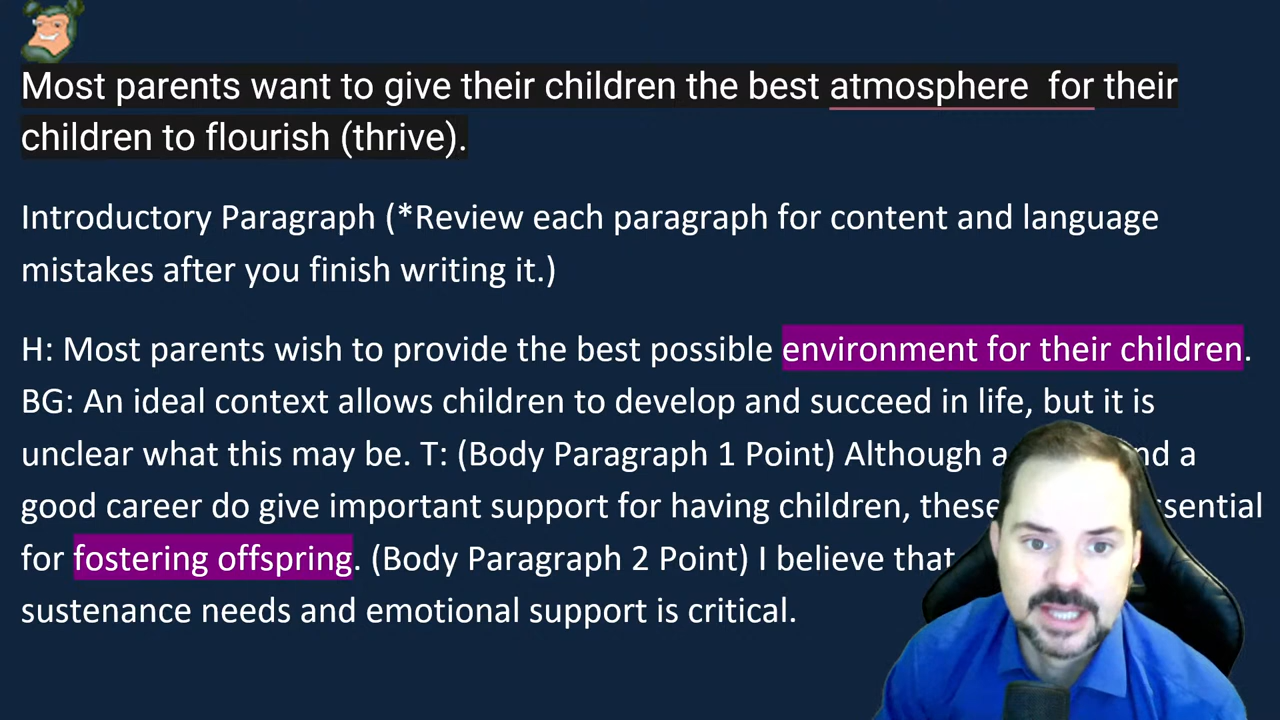 Most parents want to give their children the best atmosphere for their
children to flourish (thrive).
Introductory Paragraph (*Review each paragraph for content and language
mistakes after you finish writing it.)
H: Most parents wish to provide the best possible environment for their children.
BG: An ideal context allows children to develop and succeed in life, but it is
unclear what this may be. T: (Body Paragraph 1 Point) Although a a
good career do give important support for having children, these
for fostering offspring. (Body Paragraph 2 Point) I believe that
sustenance needs and emotional support is critical.